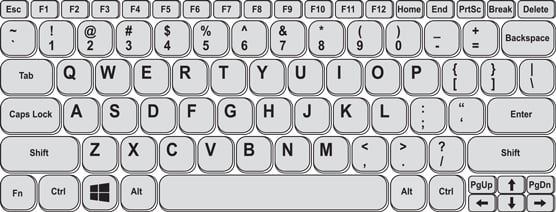 Esc F1 F2 F3 F4 F5 F6 F7 F8 F9 F10 F11 F12 Home End PrtSc Break Delete
~ ! @ # $ % ^ & * ( ) _ +
` 1 2 3 4 5 6 7 8 9 0 - = Backspace
Tab Q W E R T Y U I O P { } |
[ ] \
Caps Lock A S D F G H J K L : “ Enter
; ‘
Shift Z X C V B N M < > ? Shift
, . /
Fn Ctrl Alt Alt Ctrl PgUp ↑ PgDn
← ↓ →